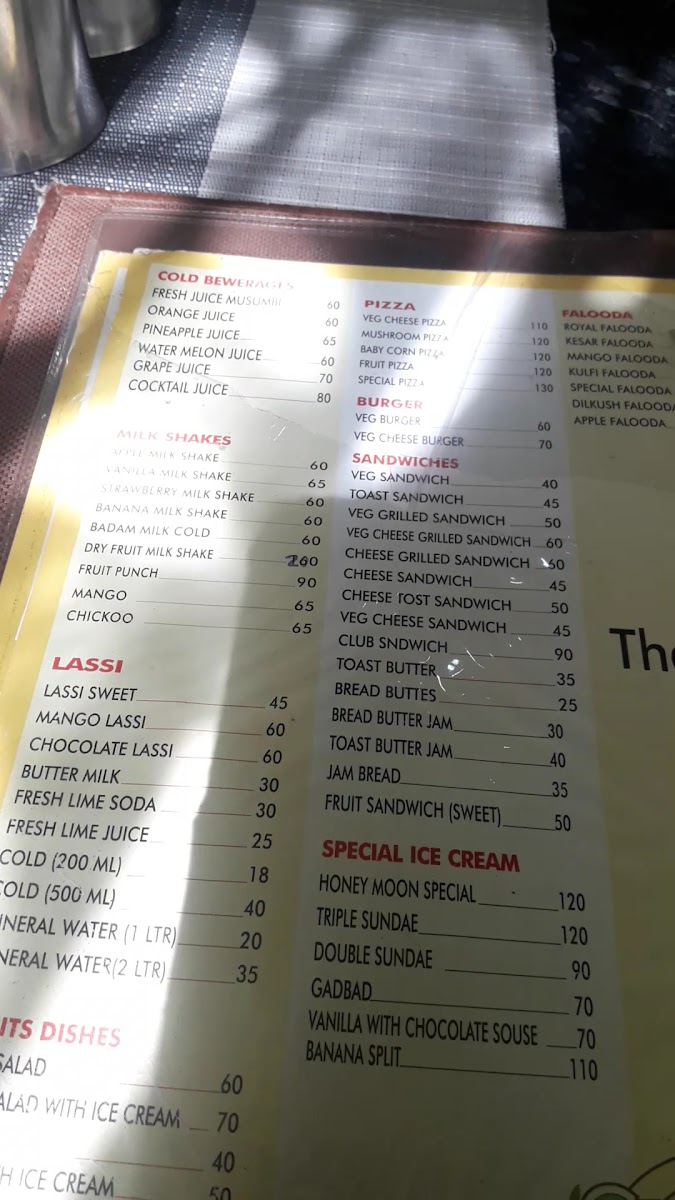 COLD BEWERAGES
FRESH JUICE MUSUMIII 60
ORANGE JUICE 60
PINEAPPLE JUICE 65
WATER MELON JUICE 60
GRAPE JUICE 70
COCKTAIL JUICE 80
MILK SHAKES
APPLE MILK SHAKE 60
VANILLA MILK SHAKE 65
STRAWBERRY MILK SHAKE 60
BANANA MILK SHAKE 60
BADAM MILK COLD 60
DRY FRUIT MILK SHAKE
FRUIT PUNCH 90
MANGO 65
CHICKOO 65
LASSI
LASSI SWEET 45
MANGO LASSI 60
CHOCOLATE LASSI 60
BUTTER MILK 30
FRESH LIME SODA 30
FRESH LIME JUICE 25
COLD (200 ML) 18
COLD (500 ML) 40
INERAL WATER (1 LTR) 20
NERAL WATER(2 LTR) 35
ITS DISHES
SALAD 60
ALAD WITH ICE CREAM 70
40
H ICE CREAM 50
PIZZA
VEG CHEESE PIZZA 110
MUSHROOM PIZZA 120
BABY CORN PIZZA 120
FRUIT PIZZA 120
SPECIAL PIZZA 130
BURGER
VEG BURGER 60
VEG CHEESE BURGER 70
SANDWICHES
VEG SANDWICH 40
TOAST SANDWICH 45
VEG GRILLED SANDWICH 50
VEG CHEESE GRILLED SANDWICH 60
CHEESE GRILLED SANDWICH 60
CHEESE SANDWICH 45
CHEESE TOST SANDWICH 50
VEG CHEESE SANDWICH 45
CLUB SNDWICH 90
TOAST BUTTER 35
BREAD BUTTES 25
BREAD BUTTER JAM 30
TOAST BUTTER JAM 40
JAM BREAD 35
FRUIT SANDWICH (SWEET) 50
SPECIAL ICE CREAM
HONEY MOON SPECIAL 120
TRIPLE SUNDAE 120
DOUBLE SUNDAE 90
GADBAD 70
VANILLA WITH CHOCOLATE SOUSE 70
BANANA SPLIT 110
FALOODA
ROYAL FALOODA
KESAR FALOODA
MANGO FALOODA
KULFI FALOODA
SPECIAL FALOODA
DILKUSH FALOODA
APPLE FALOODA
The